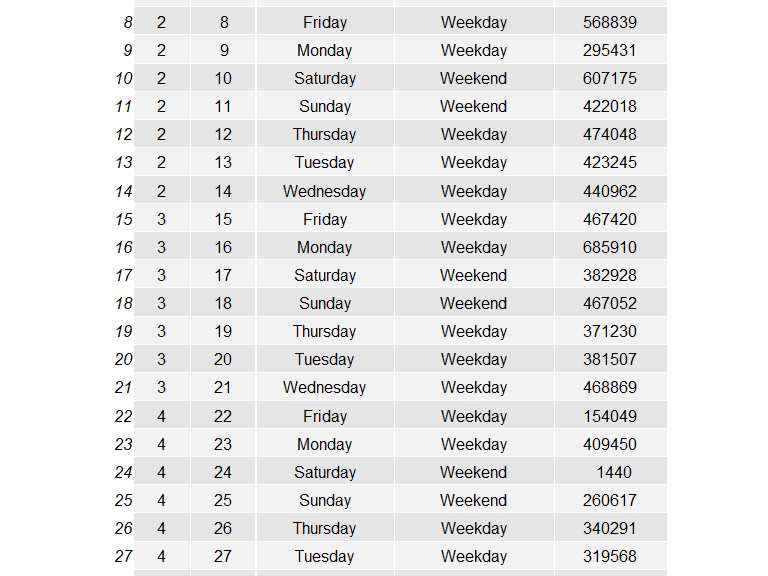 8 2 8 Friday Weekday 568839
9 2 9 Monday Weekday 295431
10 2 10 Saturday Weekend 607175
11 2 11 Sunday Weekend 422018
12 2 12 Thursday Weekday 474048
13 2 13 Tuesday Weekday 423245
14 2 14 Wednesday Weekday 440962
15 3 15 Friday Weekday 467420
16 3 16 Monday Weekday 685910
17 3 17 Saturday Weekend 382928
18 3 18 Sunday Weekend 467052
19 3 19 Thursday Weekday 371230
20 3 20 Tuesday Weekday 381507
21 3 21 Wednesday Weekday 468869
22 4 22 Friday Weekday 154049
23 4 23 Monday Weekday 409450
24 4 24 Saturday Weekend 1440
25 4 25 Sunday Weekend 260617
26 4 26 Thursday Weekday 340291
27 4 27 Tuesday Weekday 319568